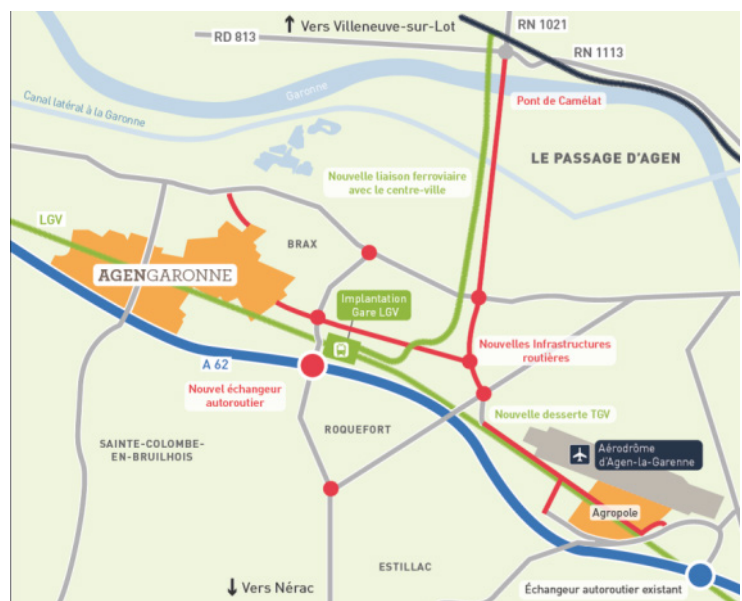 Vers Villeneuve-sur-Lot
RN 1021
RD 813
RN 1113
Garonne
Canal latéral à la Garonne
Pont de Camélat
LE PASSAGE D'AGEN
Nouvelle liaison ferroviaire
avec le centre-ville
LGV
BRAX
AGENGARONNE
Implantation
Gare LGV
A 62
Nouvelles Infrastructures
routières
Nouvel échangeur
autoroutier
Nouvelle desserte TGV
ROQUEFORT
SAINTE-COLOMBE-
EN-BRUILHOIS
Aérodrôme
d'Agen-la-Garenne
Agropole
ESTILLAC
Vers Nérac
Échangeur autoroutier existant